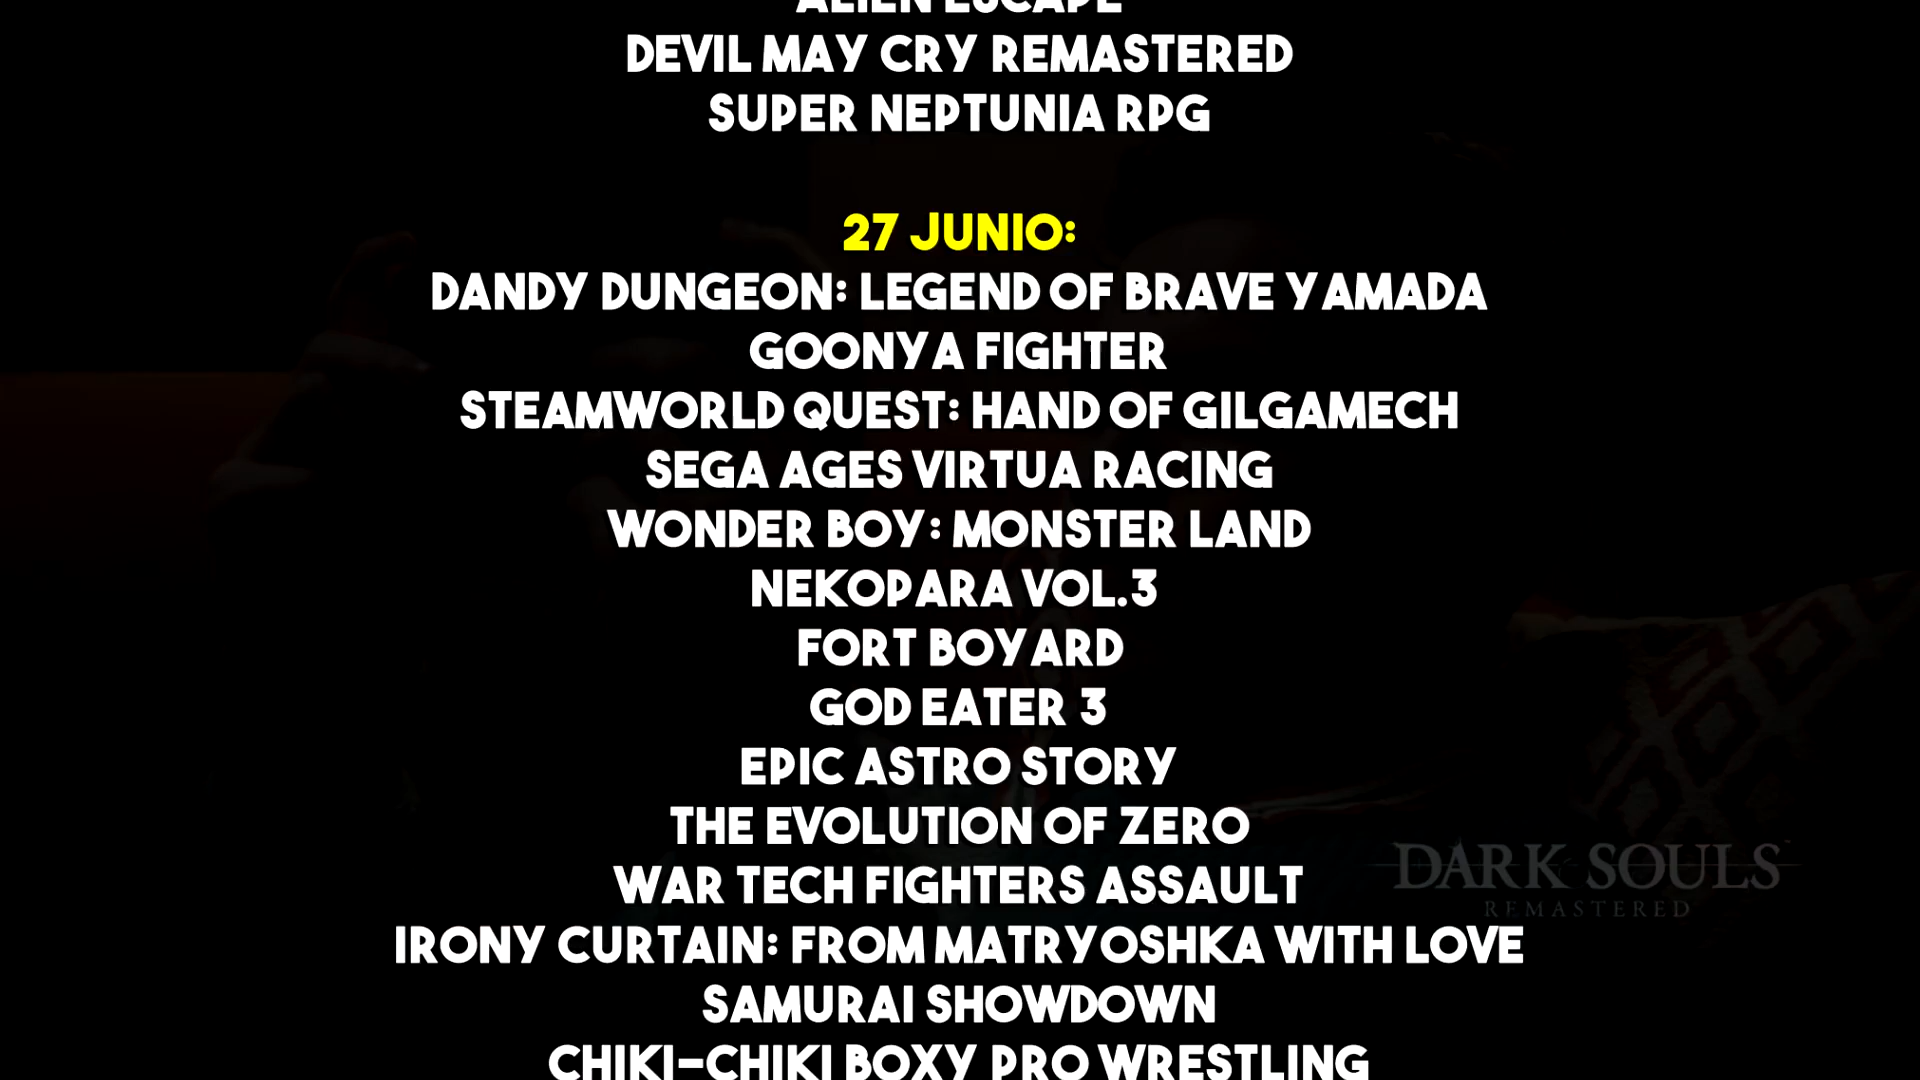 ALIEN ESCAPE
DEVIL MAY CRY REMASTERED
SUPER NEPTUNIA RPG
27 JUNIO:
DANDY DUNGEON: LEGEND OF BRAVE YAMADA
GOONYA FIGHTER
STEAMWORLD QUEST: HAND OF GILGAMECH
SEGA AGES VIRTUA RACING
WONDER BOY: MONSTER LAND
NEKOPARA VOL.3
FORT BOYARD
GOD EATER 3
EPIC ASTRO STORY
THE EVOLUTION OF ZERO
WAR TECH FIGHTERS ASSAULT
DARK SOULS™
REMASTERED
IRONY CURTAIN: FROM MATRYOSHKA WITH LOVE
SAMURAI SHOWDOWN
CHIKI-CHIKI BOXY PRO WRESTLING